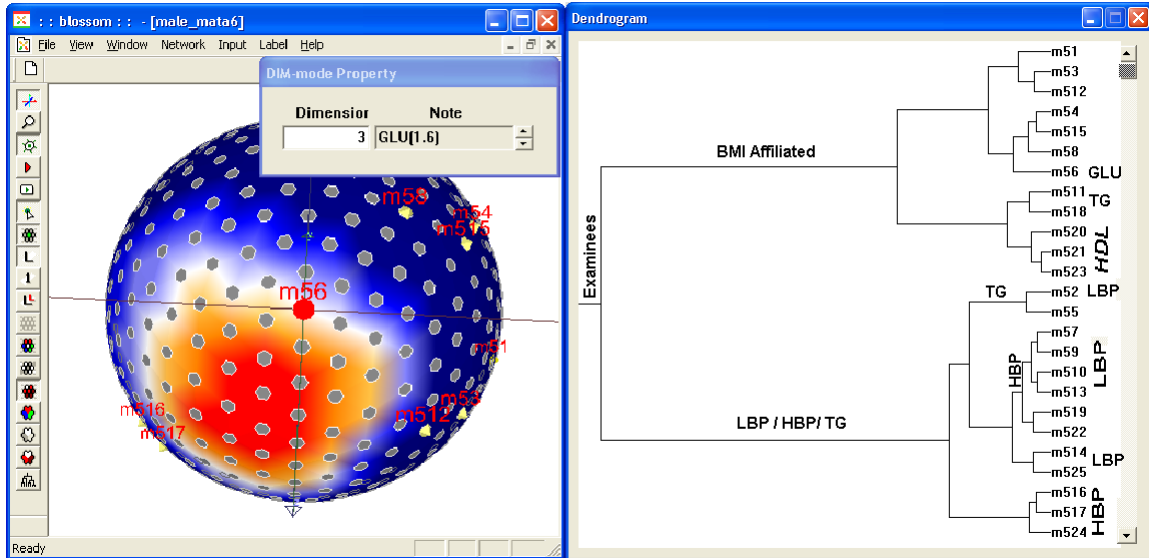 : : blossom : : - [male_mata6]
File View Window Network Input Label Help
DIM-mode Property
Dimensior Note
3 GLU(1.6)
m58
m54
m515
m56
m51
m53
m512
m516
m517
Ready
Dendrogram
Examinees
BMI Affiliated
LBP / HBP/ TG
m51
m53
m512
m54
m515
m58
m56 GLU
m511
TG
m518
m520
m521
HDL
m523
TG
m52 LBP
m55
m57
m59
HBP
LBP
m510
m513
m519
m522
m514
LBP
m525
m516
m517
HBP
m524